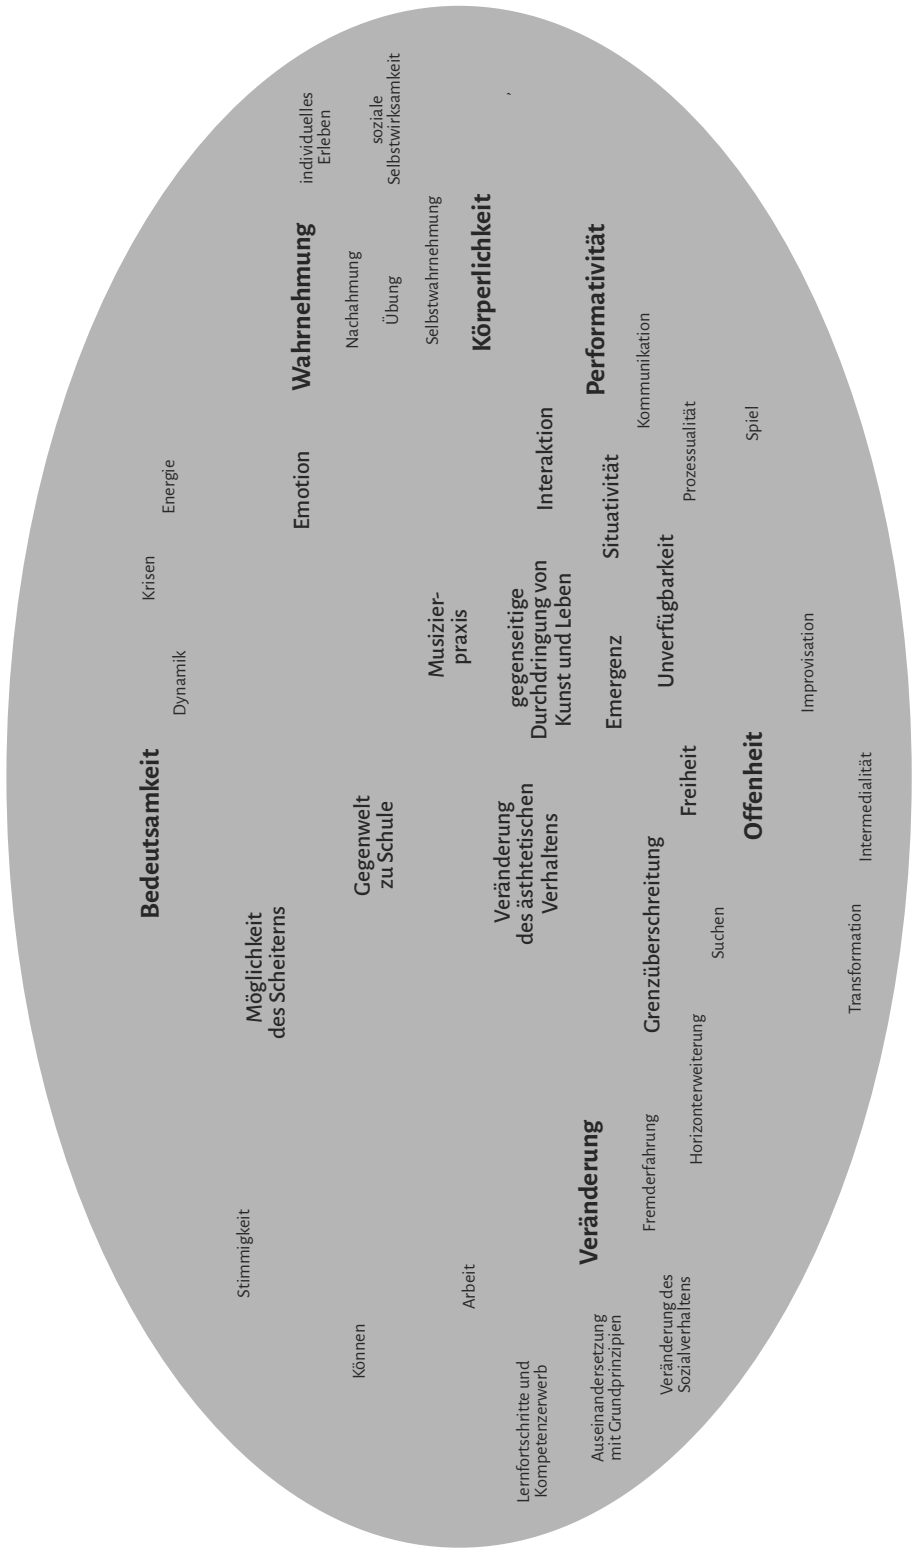 Bedeutsamkeit
Krisen
Dynamik
Energie
Stimmigkeit
Möglichkeit
des Scheiterns
Emotion
Wahrnehmung
individuelles
Erleben
Können
Gegenwelt
zu Schule
Nachahmung
soziale
Selbstwirksamkeit
Übung
Selbstwahrnehmung
Musizier-
praxis
Arbeit
Körperlichkeit
,
Lernfortschritte und
Kompetenzerwerb
Veränderung
des ästhtetischen
Verhaltens
gegenseitige
Durchdringung von
Kunst und Leben
Interaktion
Auseinandersetzung
mit Grundprinzipien
Veränderung
Emergenz
Situativität
Performativität
Veränderung des
Sozialverhaltens
Fremderfahrung
Grenzüberschreitung
Unverfügbarkeit
Kommunikation
Horizonterweiterung
Freiheit
Prozessualität
Suchen
Offenheit
Spiel
Improvisation
Transformation
Intermedialität